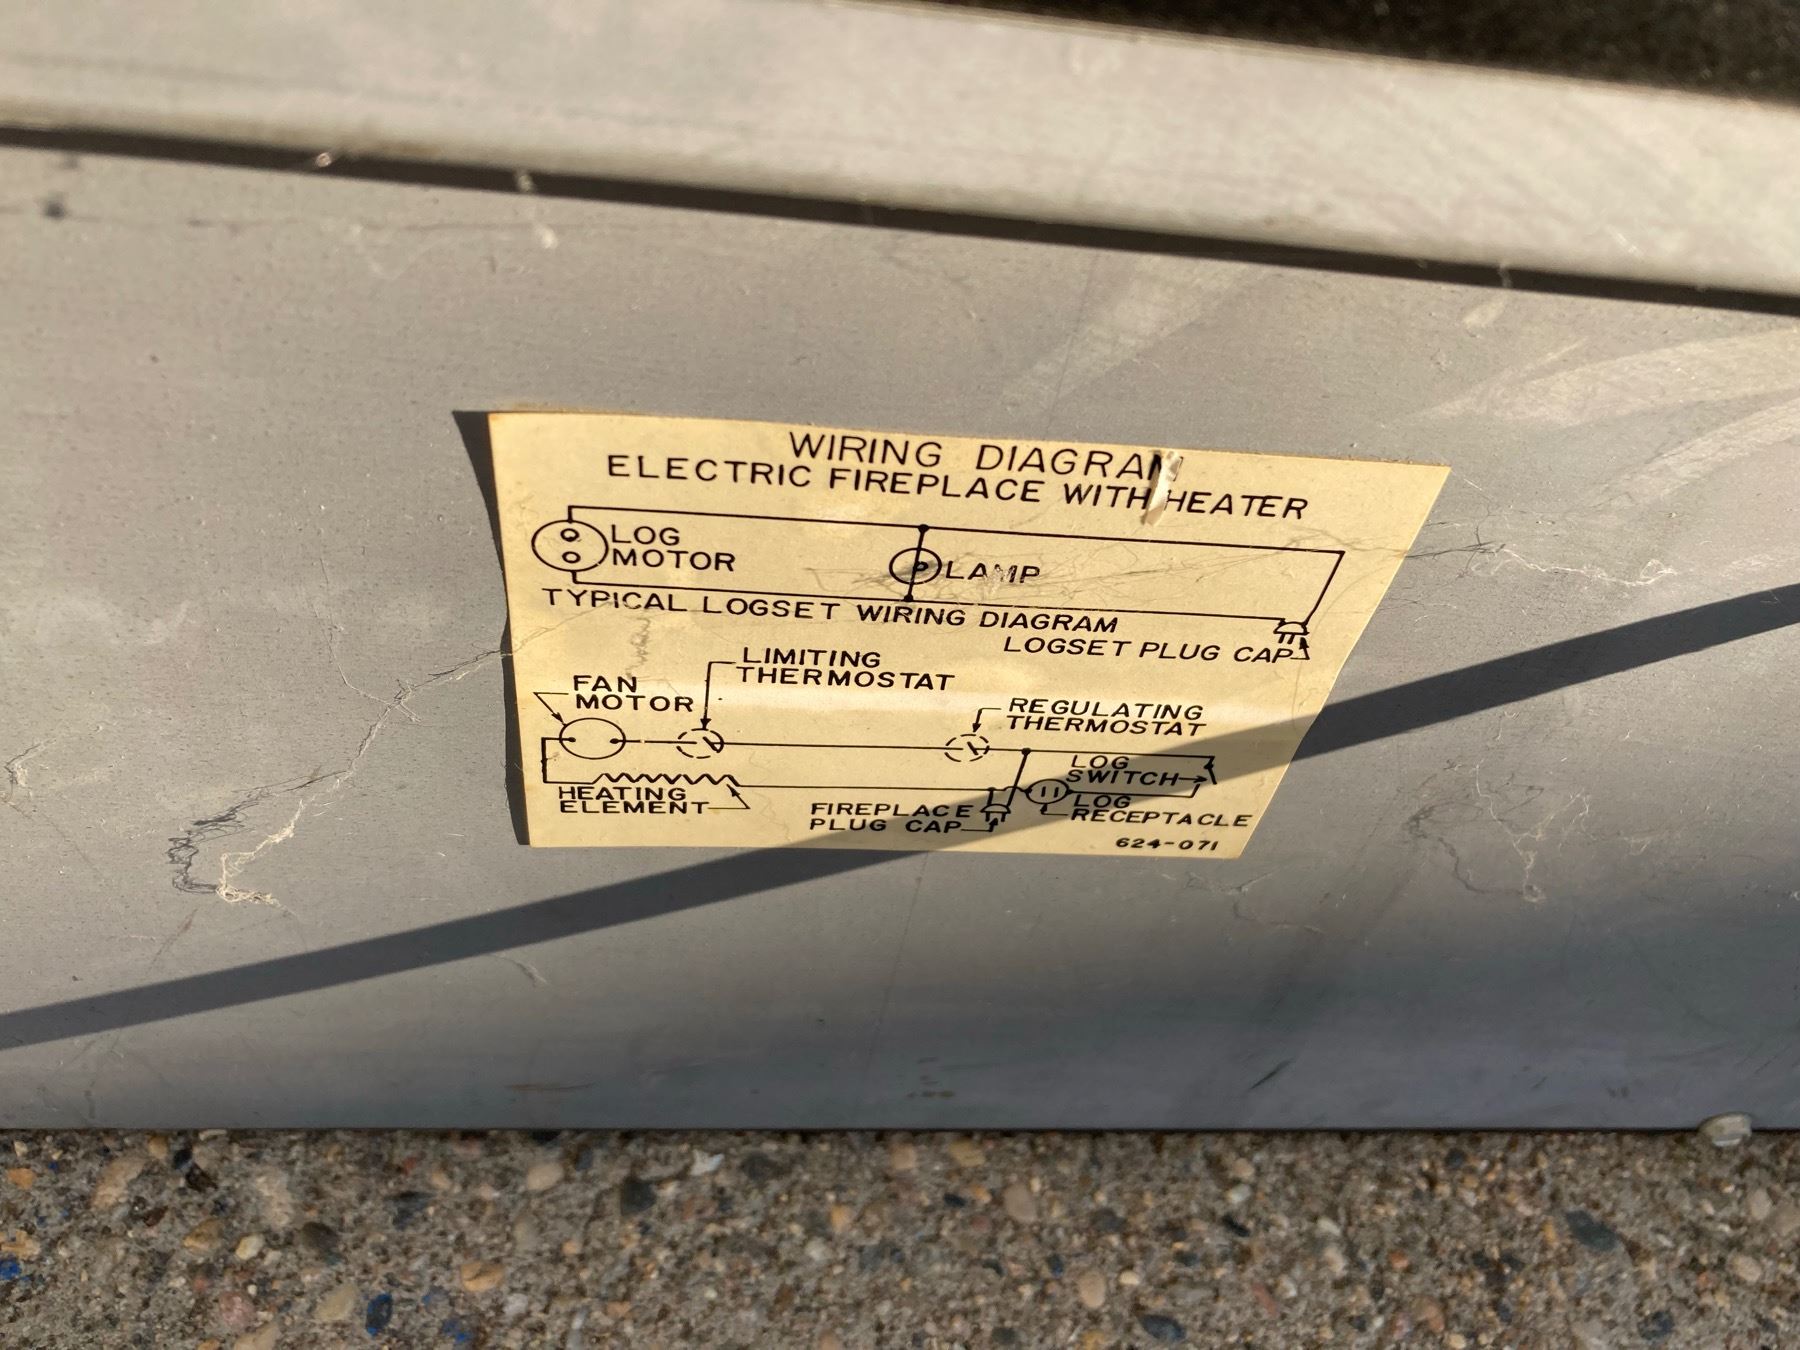 WIRING DIAGRAM
ELECTRIC FIREPLACE WITH HEATER
LOG
MOTOR
LAMP
TYPICAL LOGSET WIRING DIAGRAM
LOGSET PLUG CAP
LIMITING
THERMOSTAT
FAN
MOTOR
REGULATING
THERMOSTAT
LOG
SWITCH
HEATING
ELEMENT
FIREPLACE
PLUG CAP
LOG
RECEPTACLE
624-071